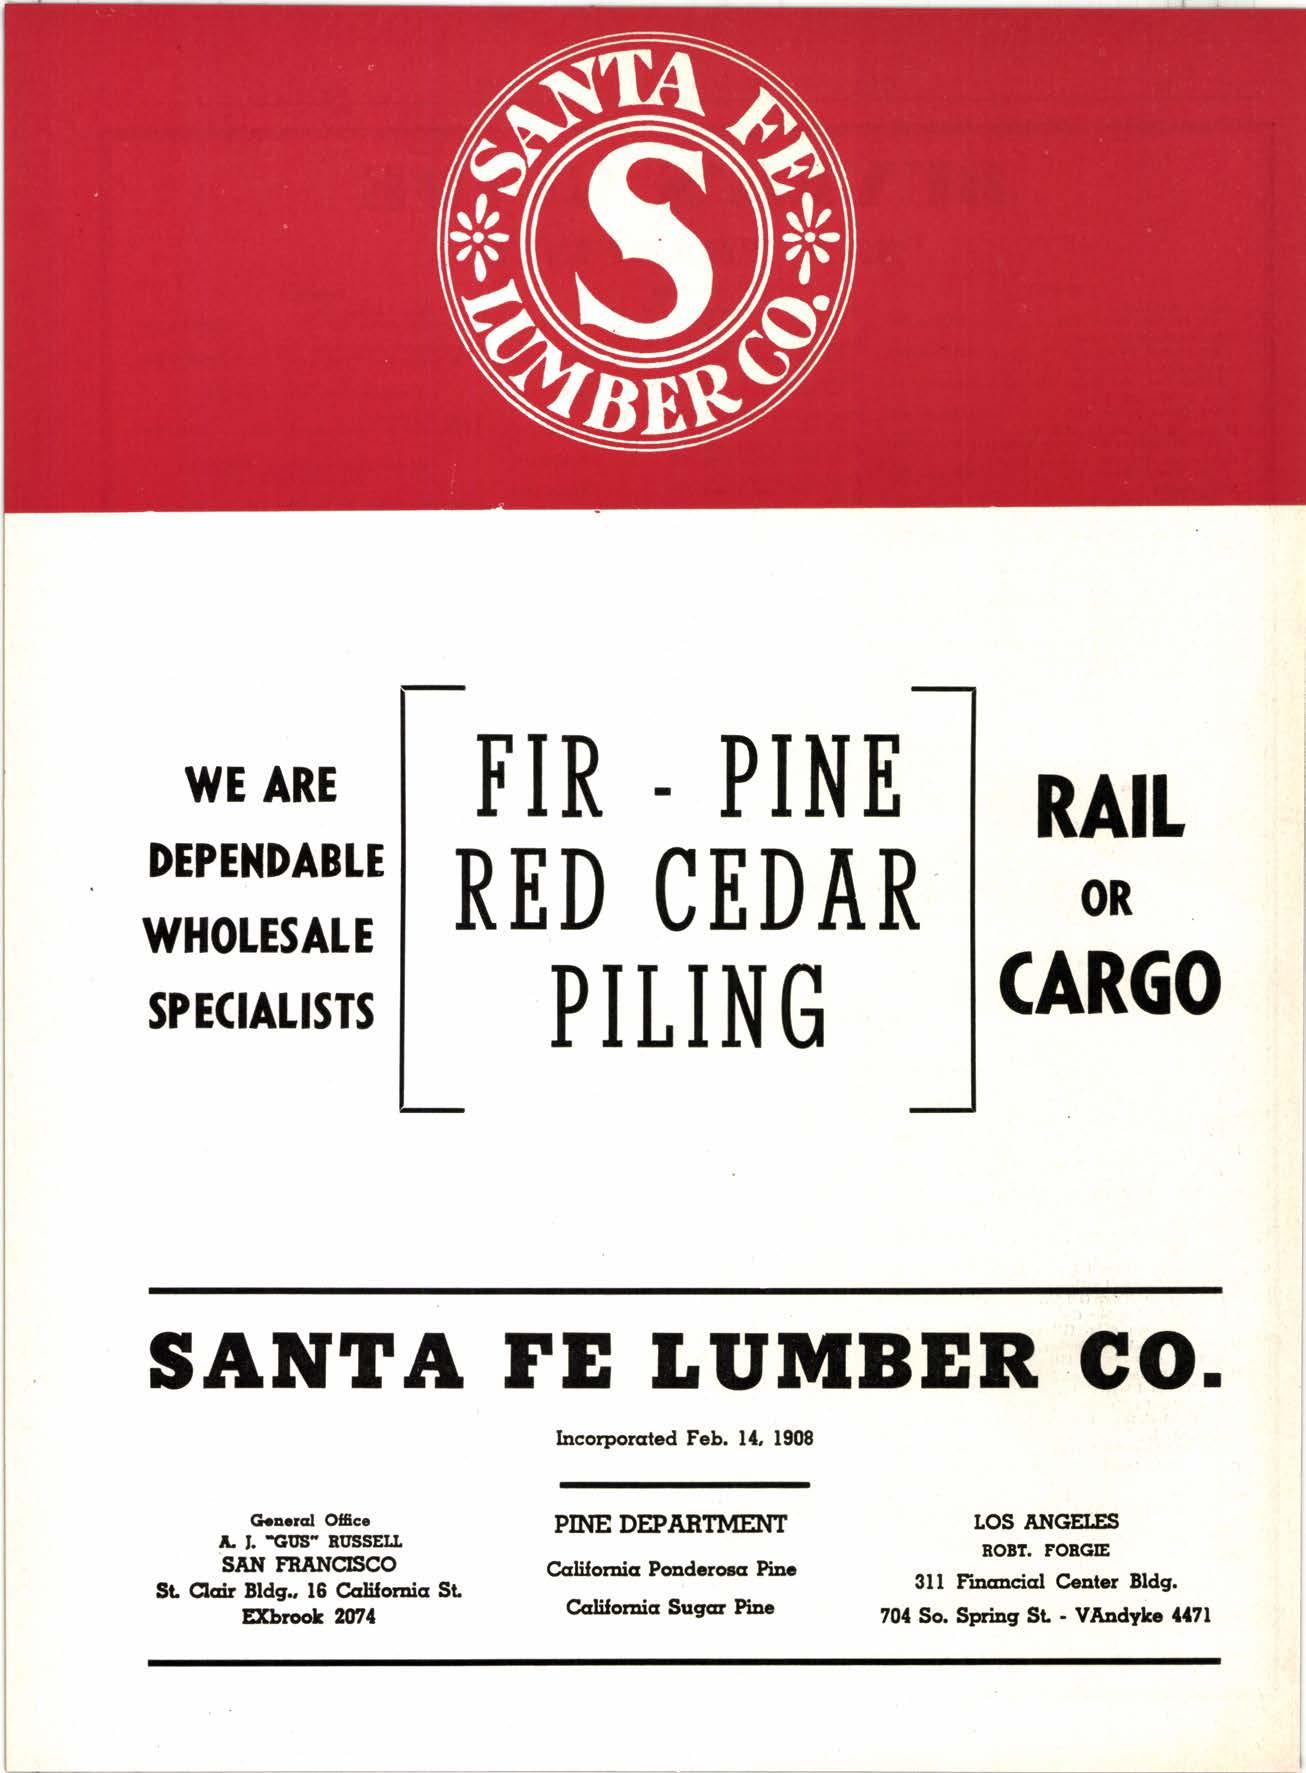 SANTA FE
S
LUMBER CO.
WE ARE
DEPENDABLE
WHOLESALE
SPECIALISTS
FIR - PINE
RED CEDAR
PILING
RAIL
OR
CARGO
SANTA FE LUMBER CO.
Incorporated Feb. 14, 1908
General Office
A. J. "GUS" RUSSELL
SAN FRANCISCO
St. Clair Bldg., 16 California St.
EXbrook 2074
PINE DEPARTMENT
California Ponderosa Pine
California Sugar Pine
LOS ANGELES
ROBT. FORGIE
311 Financial Center Bldg.
704 So. Spring St. - VAndyke 4471